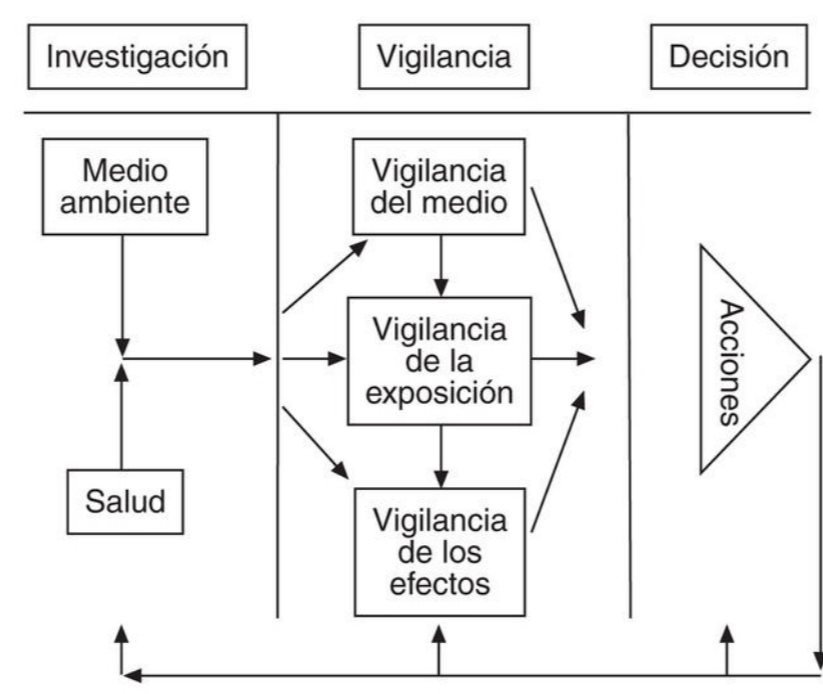 Investigación
Vigilancia
Decisión
Medio
ambiente
Salud
Vigilancia
del medio
Vigilancia
de la
exposición
Vigilancia
de los
efectos
Acciones